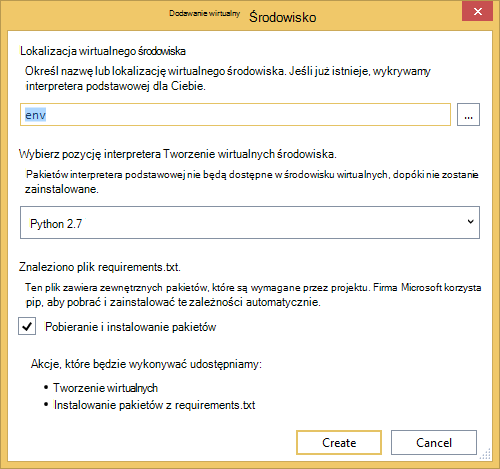 Dodawanie wirtualny Środowisko
Lokalizacja wirtualnego środowiska
Określ nazwę lub lokalizację wirtualnego środowiska. Jeśli już istnieje, wykrywamy
interpretera podstawowej dla Ciebie.
env
...
Wybierz pozycję interpretera Tworzenie wirtualnych środowiska.
Pakietów interpretera podstawowej nie będą dostępne w środowisku wirtualnych, dopóki nie zostanie
zainstalowane.
Python 2.7
Znaleziono plik requirements.txt.
Ten plik zawiera zewnętrznych pakietów, które są wymagane przez projektu. Firma Microsoft korzysta
pip, aby pobrać i zainstalować te zależności automatycznie.
Pobieranie i instalowanie pakietów
Akcje, które będzie wykonywać udostępniamy:
• Tworzenie wirtualnych
• Instalowanie pakietów z requirements.txt
Create Cancel